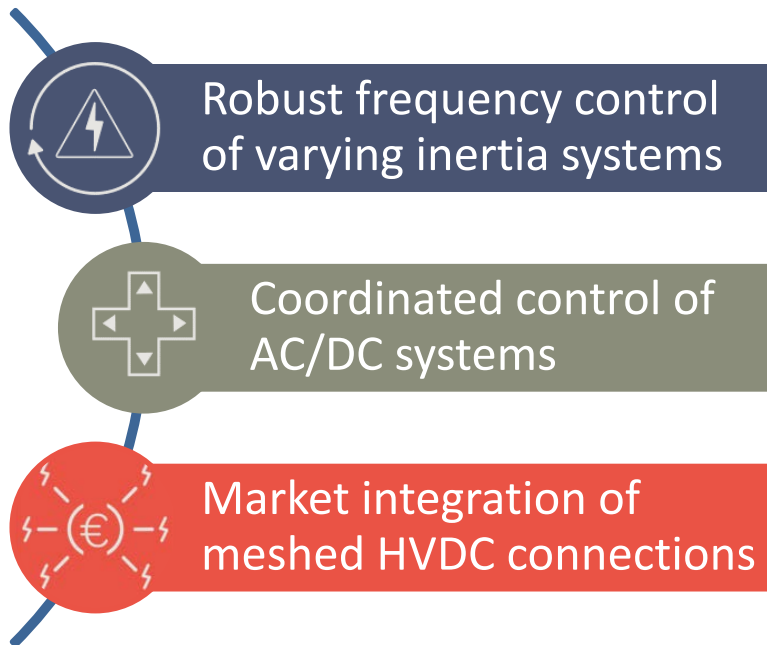 Robust frequency control
of varying inertia systems
Coordinated control of
AC/DC systems
€
Market integration of
meshed HVDC connections